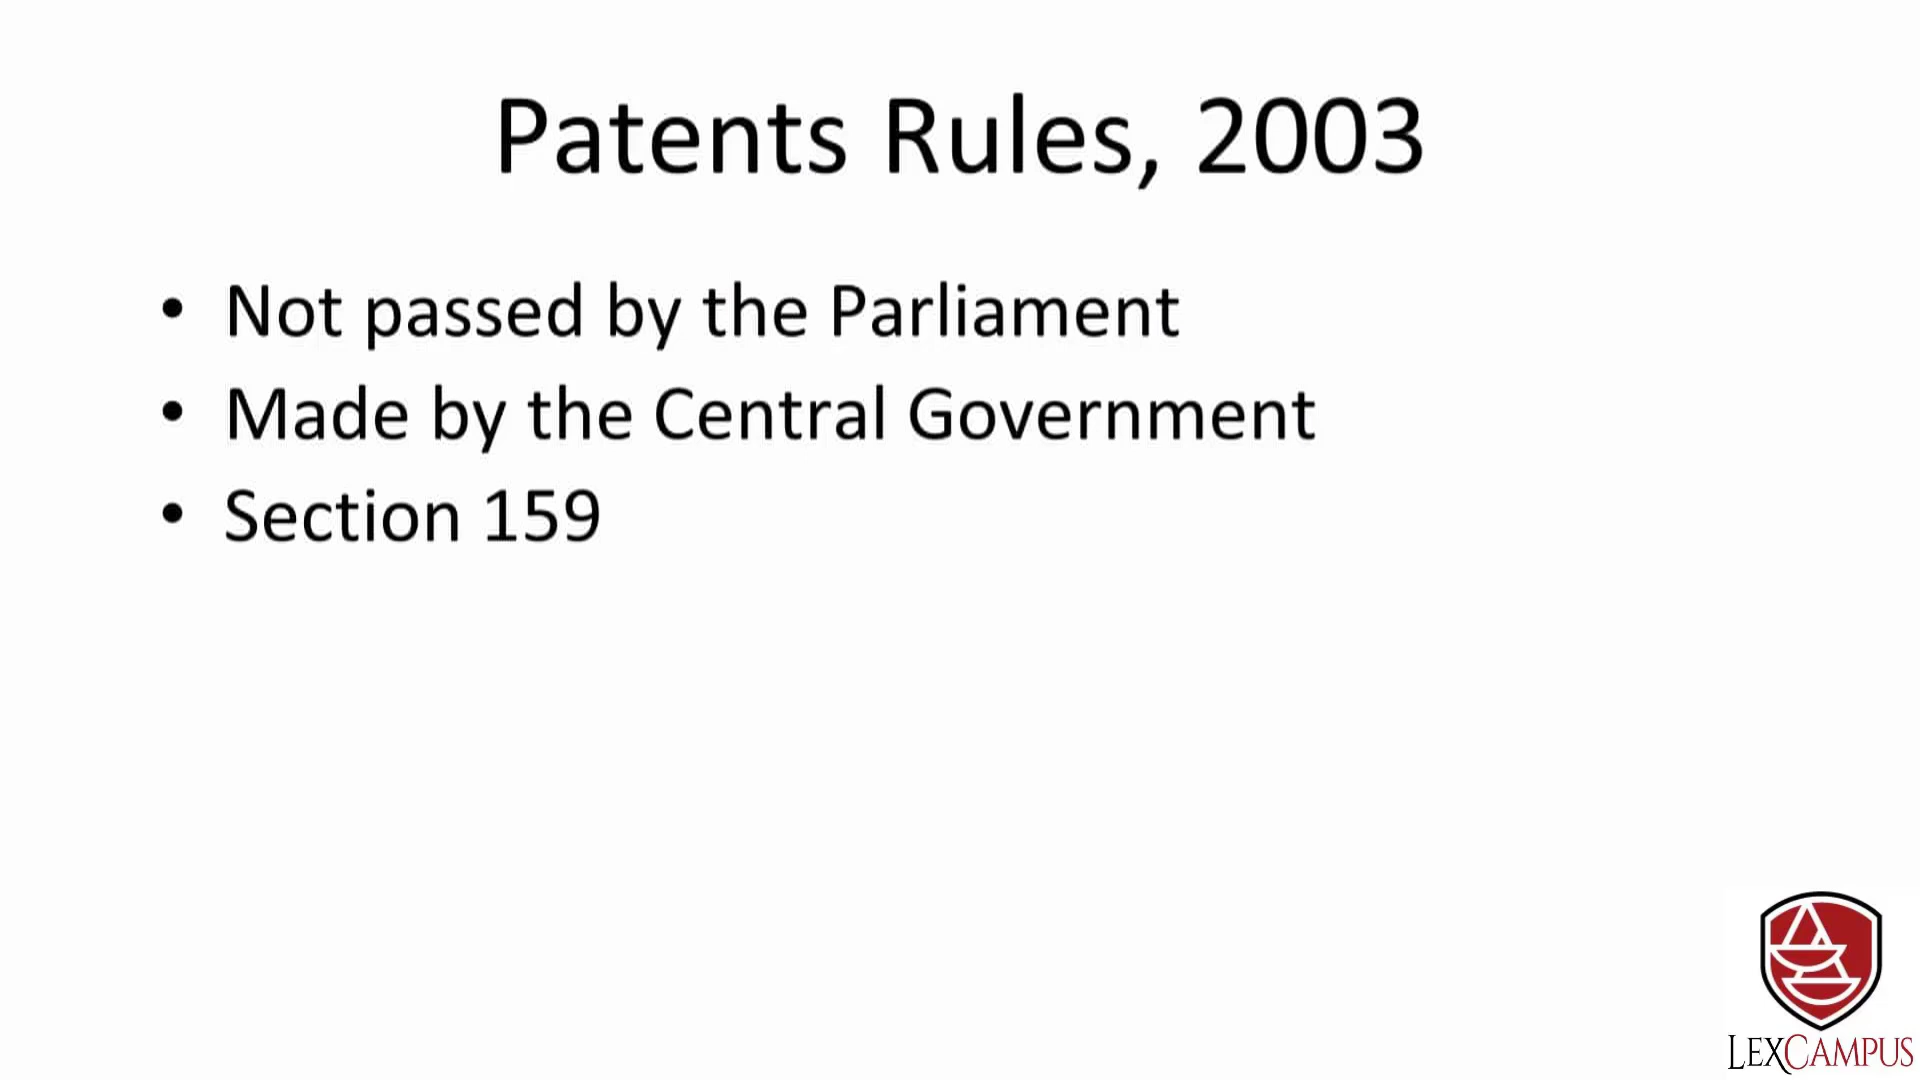 Patents Rules, 2003
• Not passed by the Parliament
• Made by the Central Government
• Section 159
LEXCAMPUS